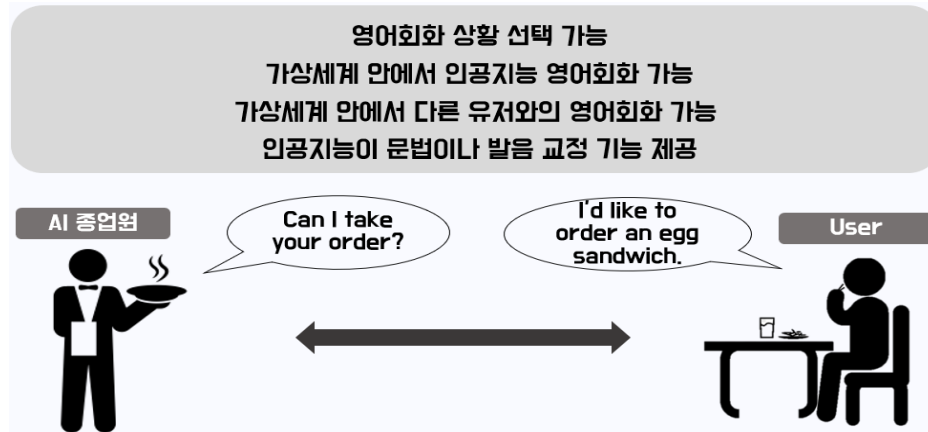 영어회화 상황 선택 가능
가상세계 안에서 인공지능 영어회화 가능
가상세계 안에서 다른 유저와의 영어회화 가능
인공지능이 문법이나 발음 교정 기능 제공
AI 종업원
Can I take
your order?
I'd like to
order an egg
sandwich.
User